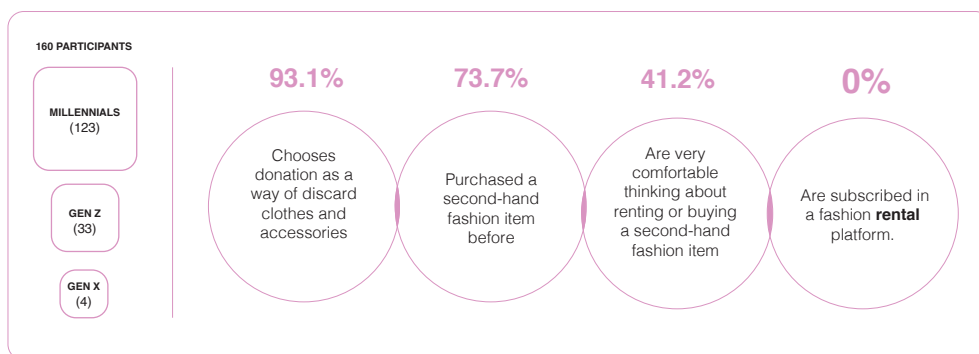 160 PARTICIPANTS
MILLENNIALS
(123)
GEN Z
(33)
GEN X
(4)
93.1%
Chooses
donation as a
way of discard
clothes and
accessories
73.7%
Purchased a
second-hand
fashion item
before
41.2%
Are very
comfortable
thinking about
renting or buying
a second-hand
fashion item
0%
Are subscribed in
a fashion rental
platform.